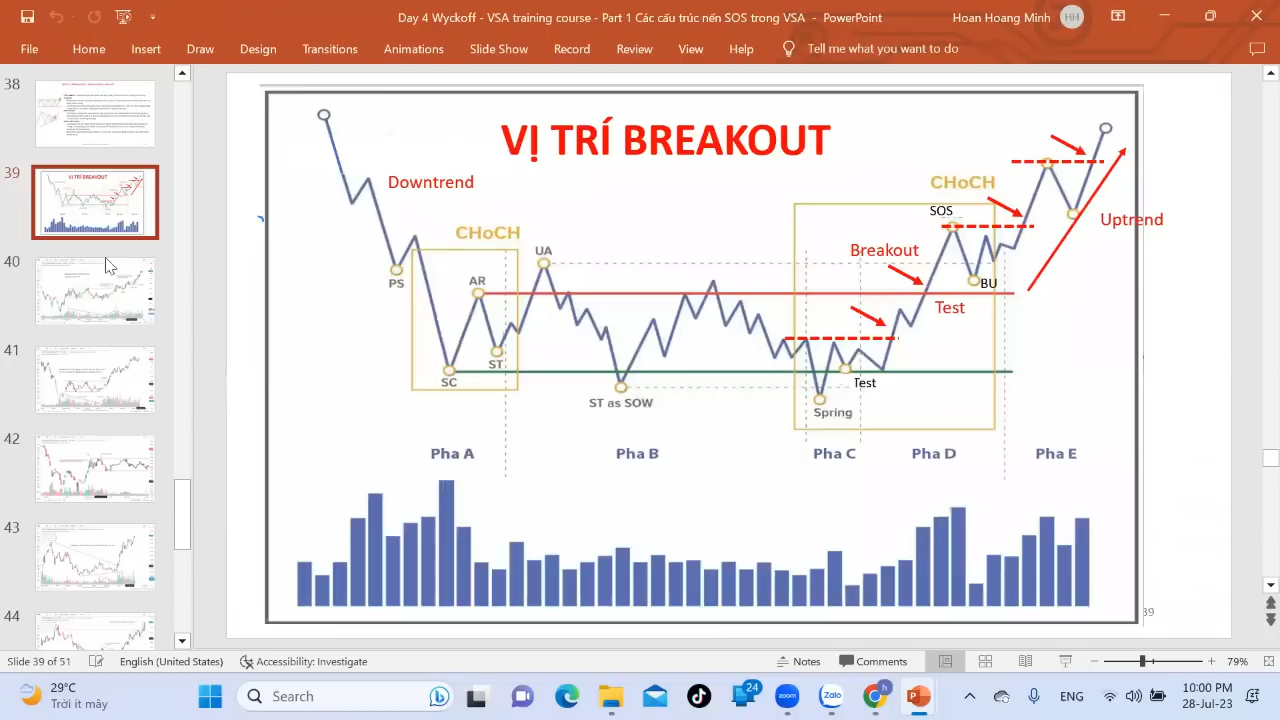 Day 4 Wyckoff - VSA training course - Part 1 Các cấu trúc nến SOS trong VSA - PowerPoint
Hoan Hoang Minh HH
File Home Insert Draw Design Transitions Animations Slide Show Record Review View Help Tell me what you want to do
38
39
40
41
42
43
44
VỊ TRÍ BREAKOUT
VỊ TRÍ BREAKOUT
Downtrend
CHoCH
SOS
Uptrend
CHoCH
UA
Breakout
PS
AR
BU
Test
ST
SC
Test
ST as SOW
Spring
Pha A Pha B Pha C Pha D Pha E
39
Slide 39 of 51 English (United States) Accessibility: Investigate Notes Comments 79%
29°C
Trời ít mây
Search
24
h
ENG
10:00 PM
28-Jul-23